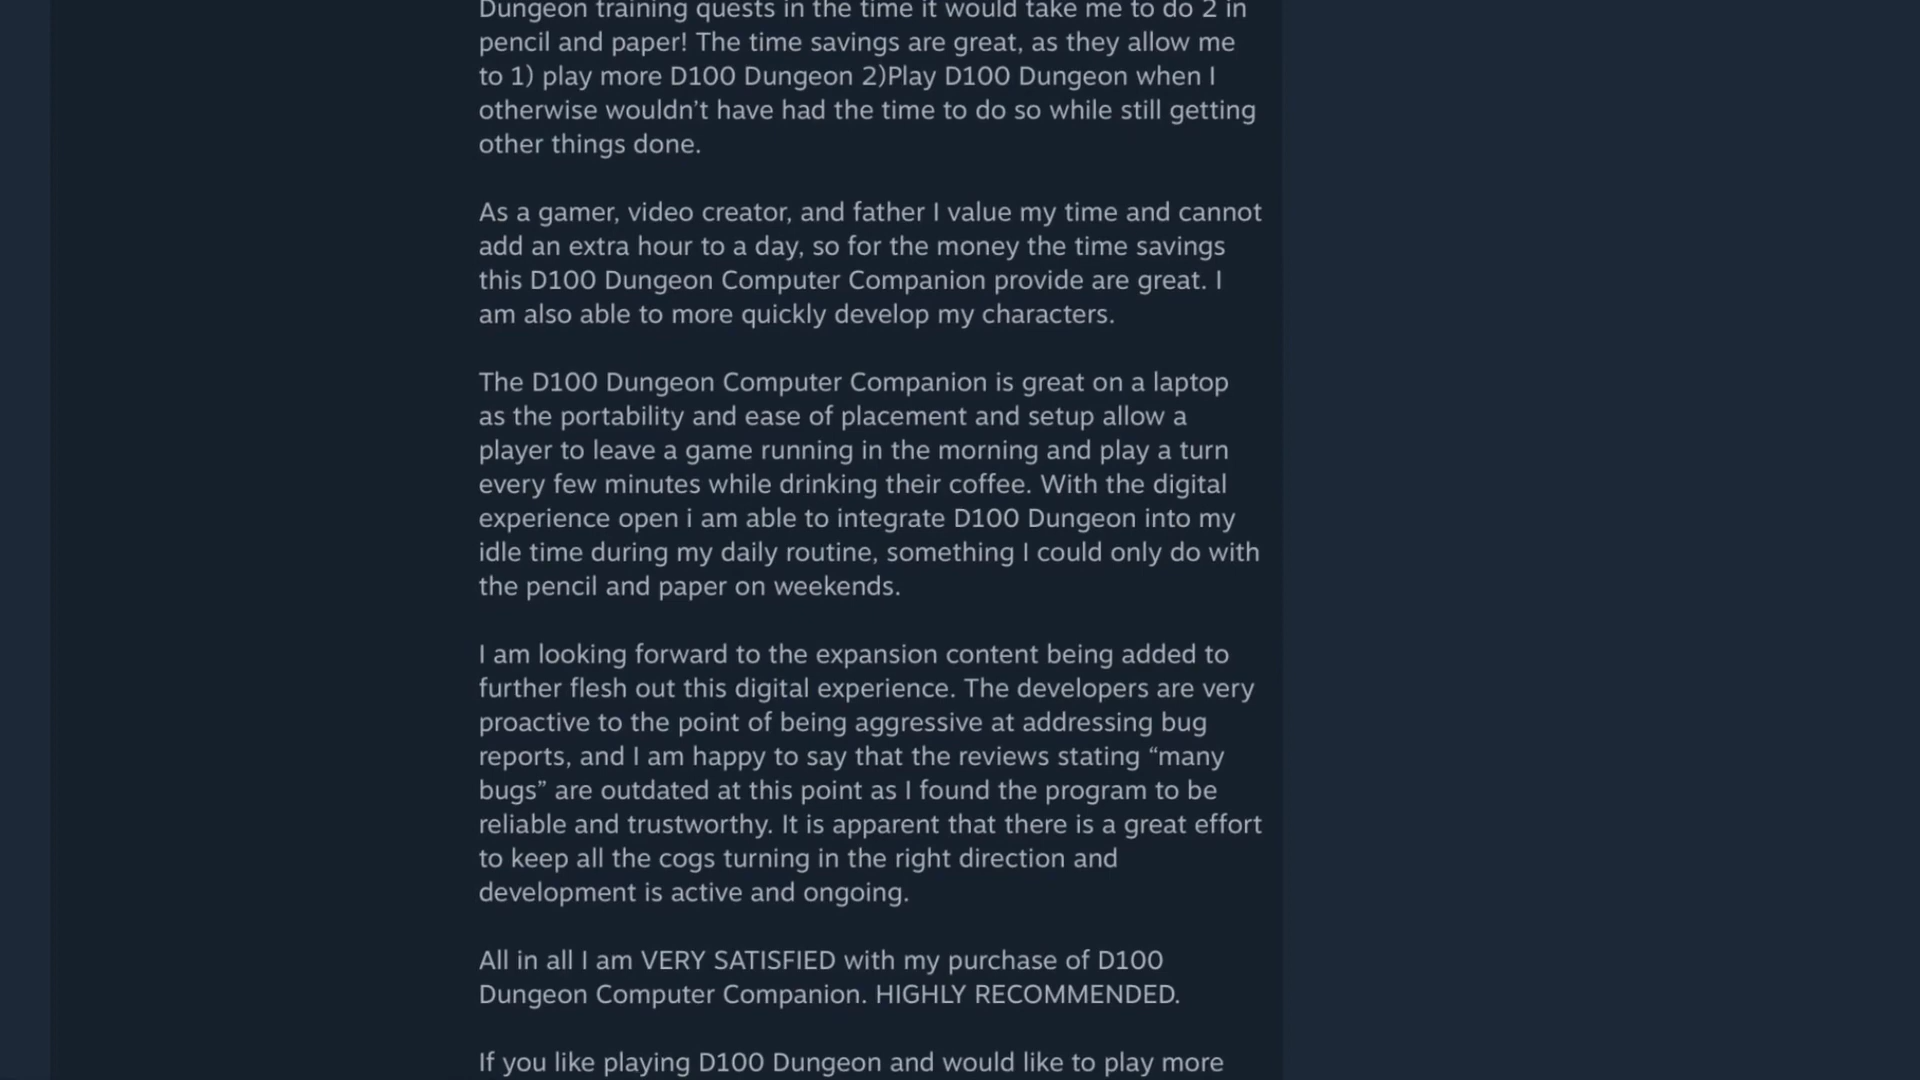 Dungeon training quests in the time it would take me to do 2 in
pencil and paper! The time savings are great, as they allow me
to 1) play more D100 Dungeon 2)Play D100 Dungeon when I
otherwise wouldn't have had the time to do so while still getting
other things done.
As a gamer, video creator, and father I value my time and cannot
add an extra hour to a day, so for the money the time savings
this D100 Dungeon Computer Companion provide are great. I
am also able to more quickly develop my characters.
The D100 Dungeon Computer Companion is great on a laptop
as the portability and ease of placement and setup allow a
player to leave a game running in the morning and play a turn
every few minutes while drinking their coffee. With the digital
experience open i am able to integrate D100 Dungeon into my
idle time during my daily routine, something I could only do with
the pencil and paper on weekends.
I am looking forward to the expansion content being added to
further flesh out this digital experience. The developers are very
proactive to the point of being aggressive at addressing bug
reports, and I am happy to say that the reviews stating “many
bugs” are outdated at this point as I found the program to be
reliable and trustworthy. It is apparent that there is a great effort
to keep all the cogs turning in the right direction and
development is active and ongoing.
All in all I am VERY SATISFIED with my purchase of D100
Dungeon Computer Companion. HIGHLY RECOMMENDED.
If you like playing D100 Dungeon and would like to play more